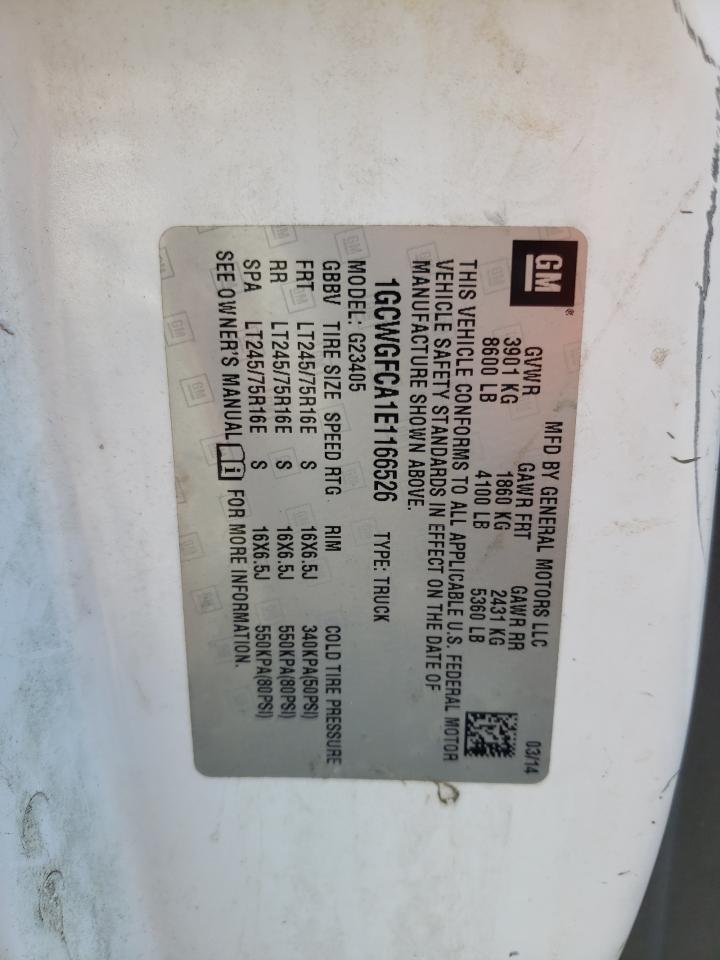 GM®
MFD BY GENERAL MOTORS LLC 03/14
GVWR GAWR FRT GAWR RR
3901 KG 1860 KG 2431 KG
8600 LB 4100 LB 5360 LB
THIS VEHICLE CONFORMS TO ALL APPLICABLE U.S. FEDERAL MOTOR
VEHICLE SAFETY STANDARDS IN EFFECT ON THE DATE OF
MANUFACTURE SHOWN ABOVE.
1GCWGFCA1E1166526 TYPE: TRUCK
MODEL: G23405
GBBV TIRE SIZE SPEED RTG RIM COLD TIRE PRESSURE
FRT LT245/75R16E S 16X6.5J 340KPA(50PSI)
RR LT245/75R16E S 16X6.5J 550KPA(80PSI)
SPA LT245/75R16E S 16X6.5J 550KPA(80PSI)
SEE OWNER'S MANUAL i FOR MORE INFORMATION.